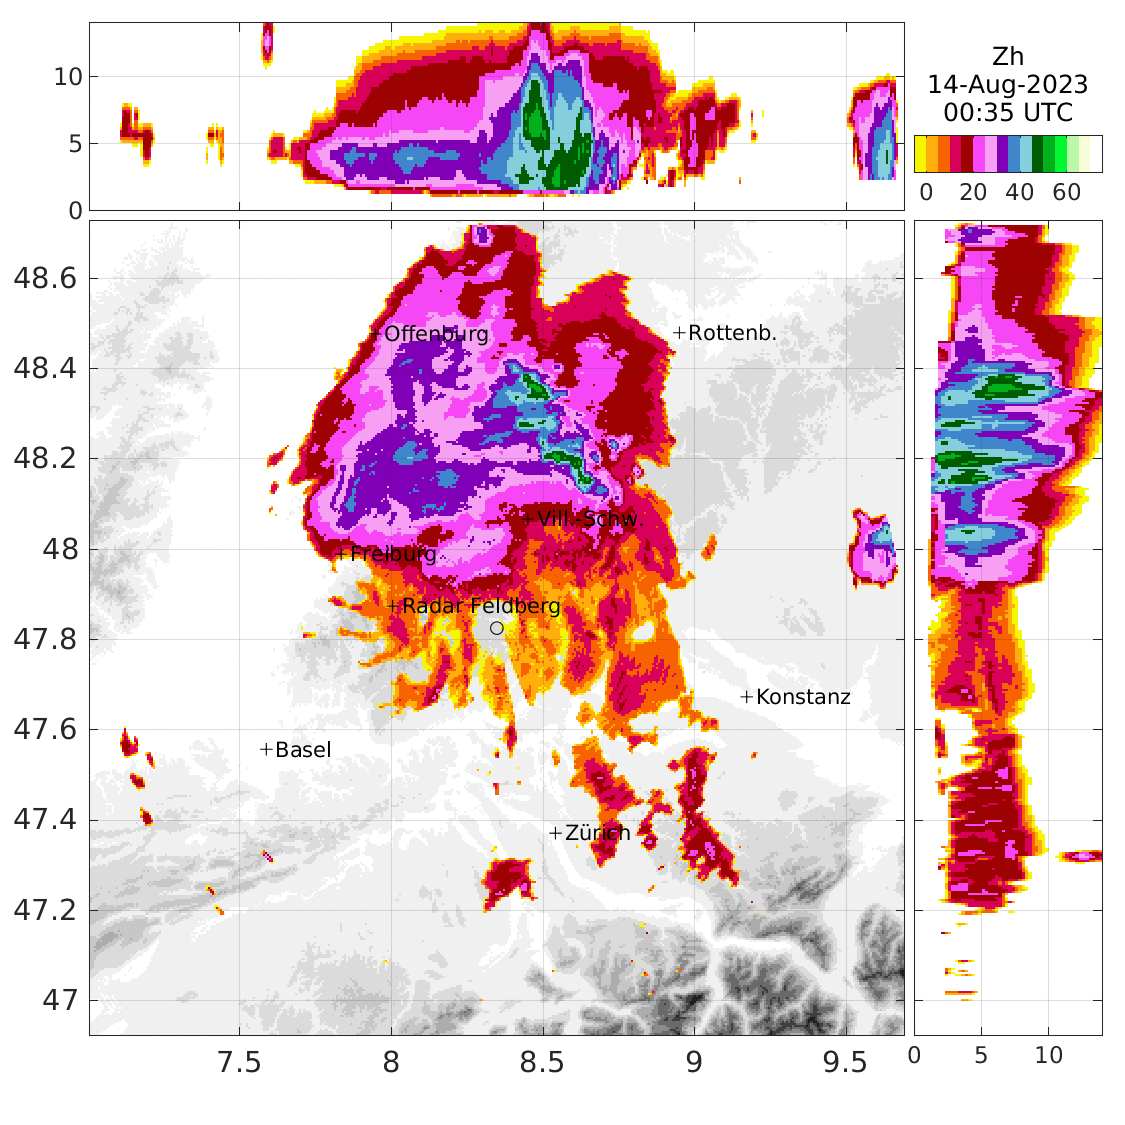 10
5
0
Zh
14-Aug-2023
00:35 UTC
0 20 40 60
48.6
48.4
48.2
48
47.8
47.6
47.4
47.2
47
+Offenburg
+Rottenb.
+Vill.-Schw.
+Freiburg
+Radar Feldberg
+Konstanz
+Basel
+Zürich
7.5 8 8.5 9 9.5
0 5 10